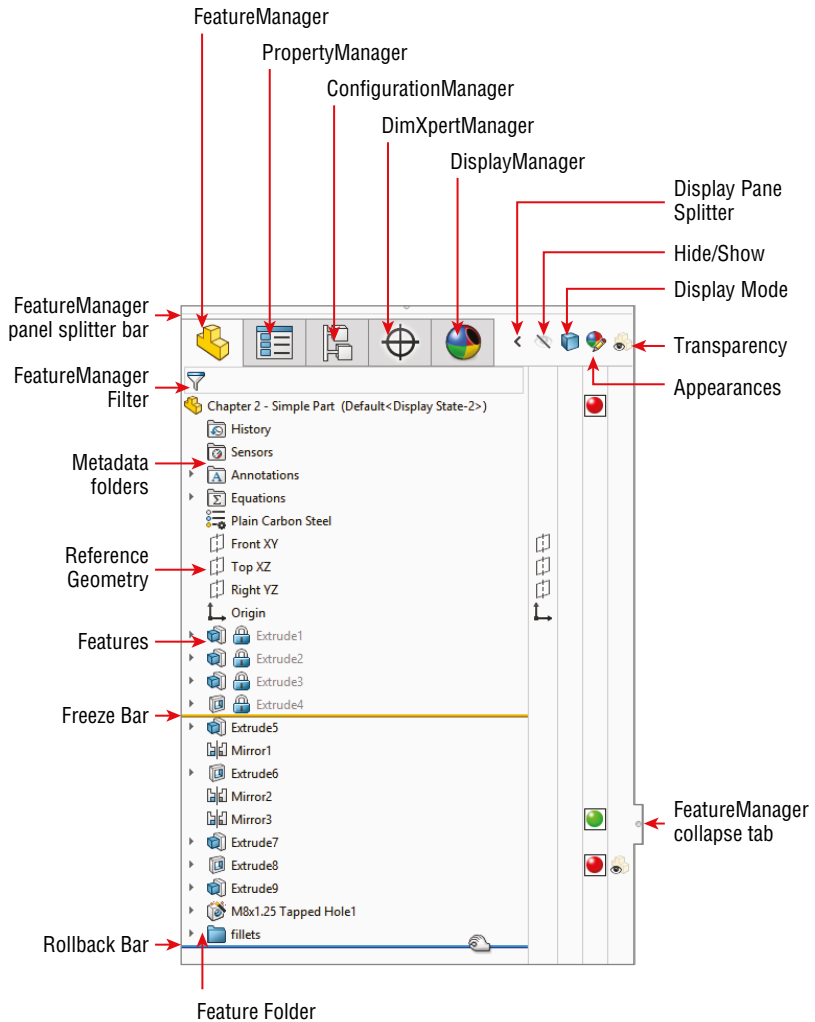 FeatureManager
PropertyManager
ConfigurationManager
DimXpertManager
DisplayManager
Display Pane
Splitter
Hide/Show
Display Mode
Transparency
Appearances
FeatureManager
panel splitter bar
FeatureManager
Filter
Chapter 2 - Simple Part (Default<Display State-2>)
History
Sensors
Metadata
folders
A Annotations
Σ Equations
Plain Carbon Steel
Front XY
Reference
Geometry
Top XZ
Right YZ
Origin
Features
Extrude1
Extrude2
Extrude3
Extrude4
Freeze Bar
Extrude5
Mirror1
Extrude6
Mirror2
Mirror3
FeatureManager
collapse tab
Extrude7
Extrude8
Extrude9
M8x1.25 Tapped Hole1
fillets
Rollback Bar
Feature Folder